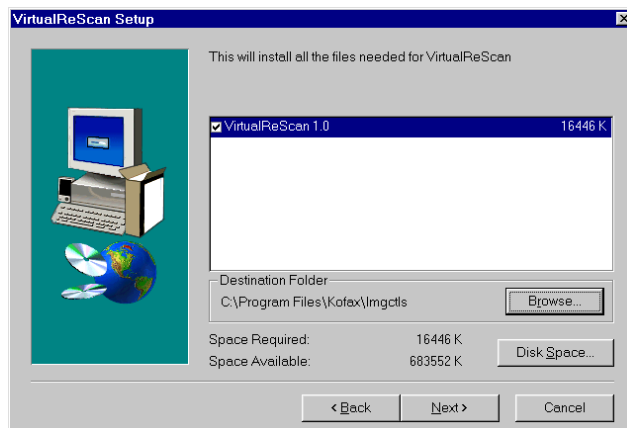 VirtualReScan Setup
This will install all the files needed for VirtualReScan
VirtualReScan 1.0 16446 K
Destination Folder
C:\Program Files\Kofax\Imgctls
Browse...
Space Required: 16446 K
Space Available: 683552 K
Disk Space...
< Back Next > Cancel